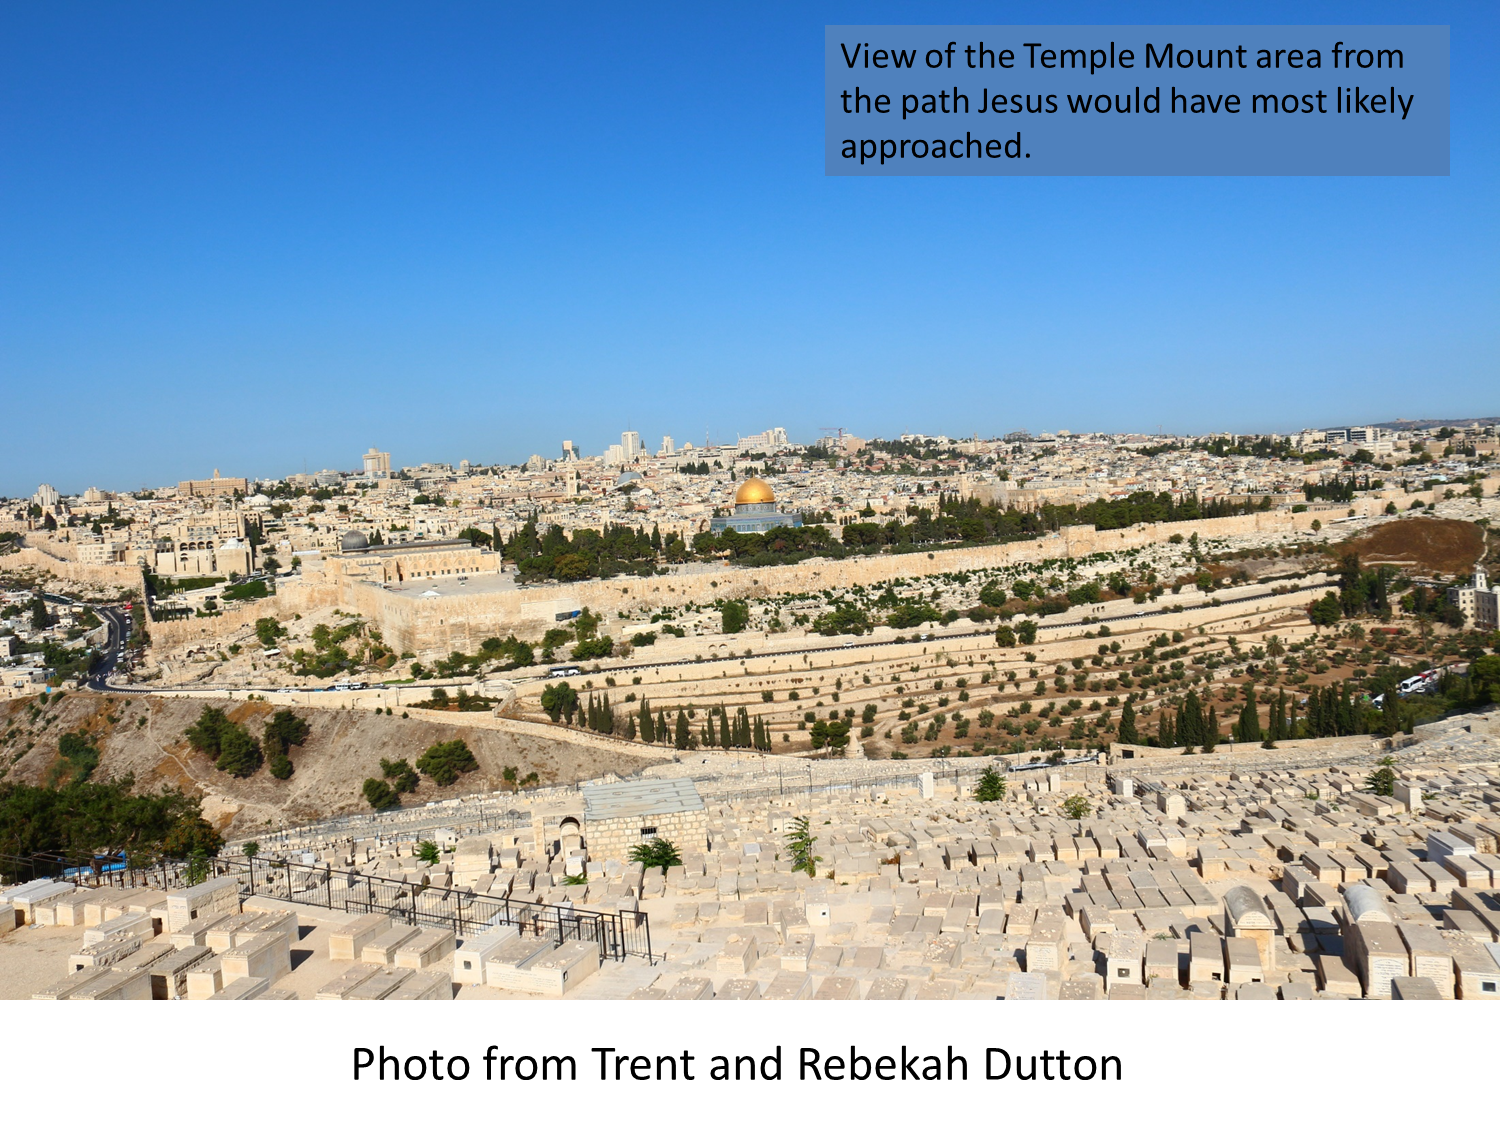 View of the Temple Mount area from
the path Jesus would have most likely
approached.
Photo from Trent and Rebekah Dutton